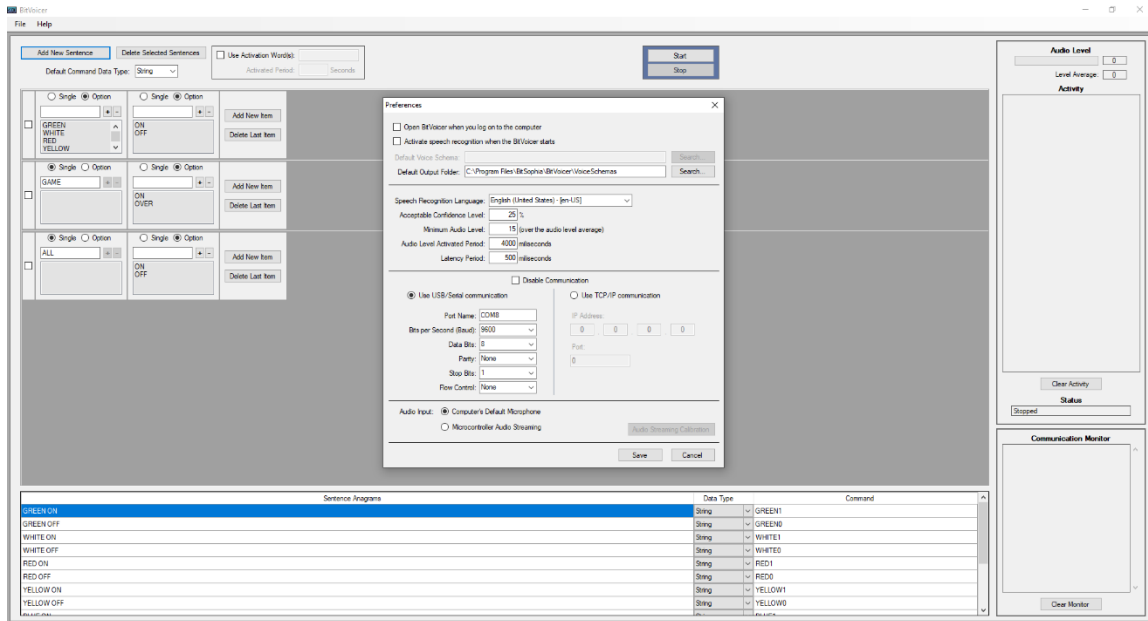 BitVoicer
File Help
Add New Sentence Delete Selected Sentences
Use Activation Word(s):
Default Command Data Type: String
Activated Period: Seconds
Start
Stop
Single Option Single Option
+ - + -
GREEN
WHITE
RED
YELLOW
ON
OFF
Add New Item
Delete Last Item
Single Option Single Option
GAME + - + -
ON
OVER
Add New Item
Delete Last Item
Single Option Single Option
ALL + - + -
ON
OFF
Add New Item
Delete Last Item
Preferences
Open BitVoicer when you log on to the computer
Activate speech recognition when the BitVoicer starts
Default Voice Schema: Search...
Default Output Folder: C:\Program Files\BitSophia\BitVoicer\VoiceSchemas Search...
Speech Recognition Language: English (United States) - [en-US]
Acceptable Confidence Level: 25 %
Minimum Audio Level: 15 (over the audio level average)
Audio Level Activated Period: 4000 miliseconds
Latency Period: 500 miliseconds
Disable Communication
Use USB/Serial communication Use TCP/IP communication
Port Name: COM8
Bits per Second (Baud): 9600
Data Bits: 8
Parity: None
Stop Bits: 1
Flow Control: None
IP Address:
0 0 0 0
Port:
0
Audio Input: Computer's Default Microphone
Microcontroller Audio Streaming
Audio Streaming Calibration
Save Cancel
Audio Level
0
Level Average: 0
Activity
Clear Activity
Status
Stopped
Communication Monitor
Clear Monitor
Sentence Anagrams Data Type Command
GREEN ON String GREEN1
GREEN OFF String GREEN0
WHITE ON String WHITE1
WHITE OFF String WHITE0
RED ON String RED1
RED OFF String RED0
YELLOW ON String YELLOW1
YELLOW OFF String YELLOW0